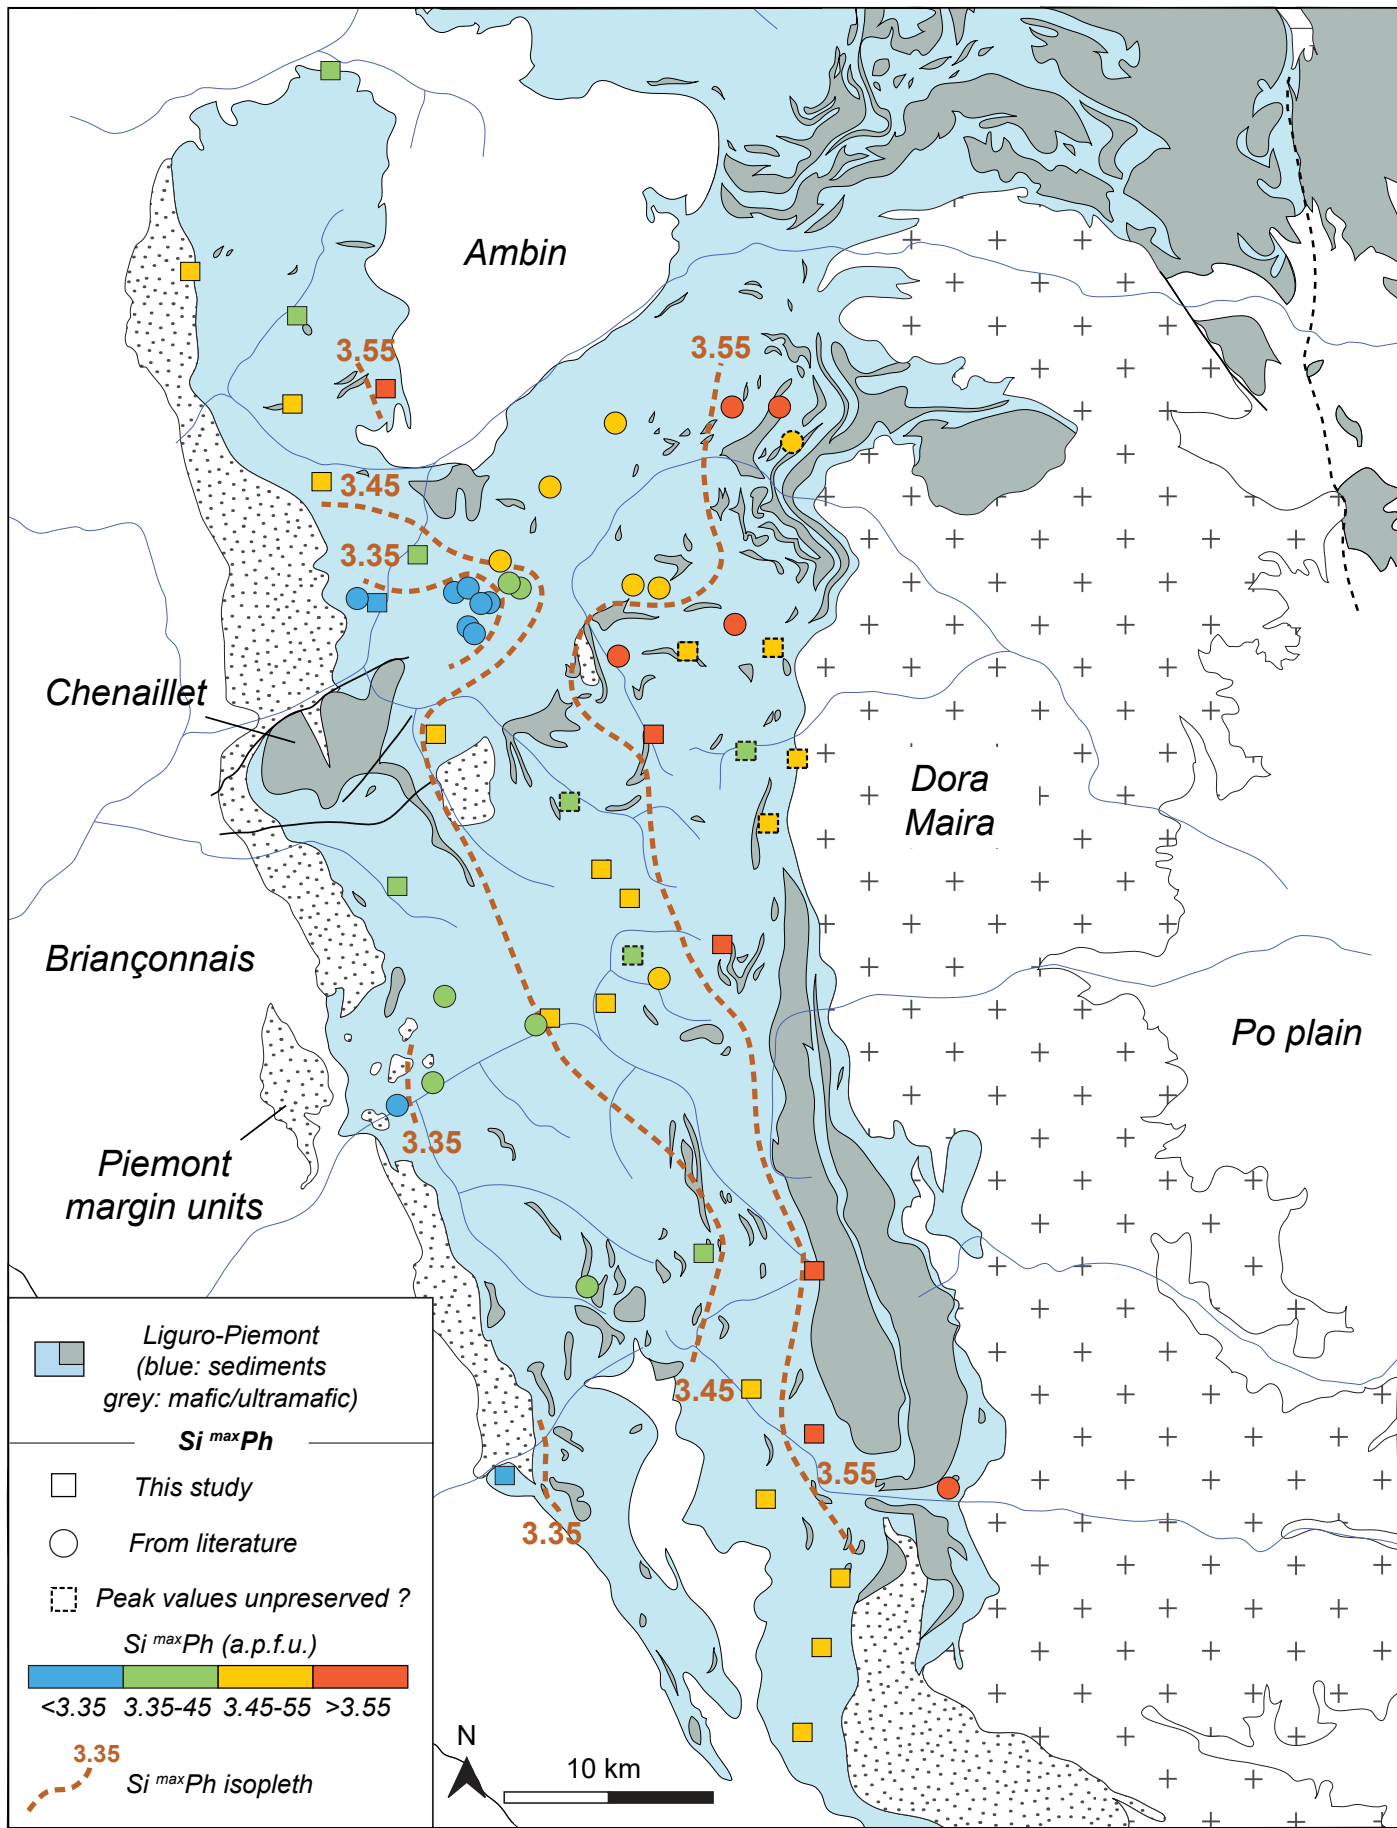 Ambin
3.55
3.55
3.45
3.35
Chenaillet
Dora
Maira
Briançonnais
Po plain
3.35
Piemont
margin units
3.45
3.55
3.35
Liguro-Piemont
(blue: sediments
grey: mafic/ultramafic)
Si maxPh
This study
From literature
Peak values unpreserved ?
Si maxPh (a.p.f.u.)
<3.35 3.35-45 3.45-55 >3.55
3.35
Si maxPh isopleth
N
10 km